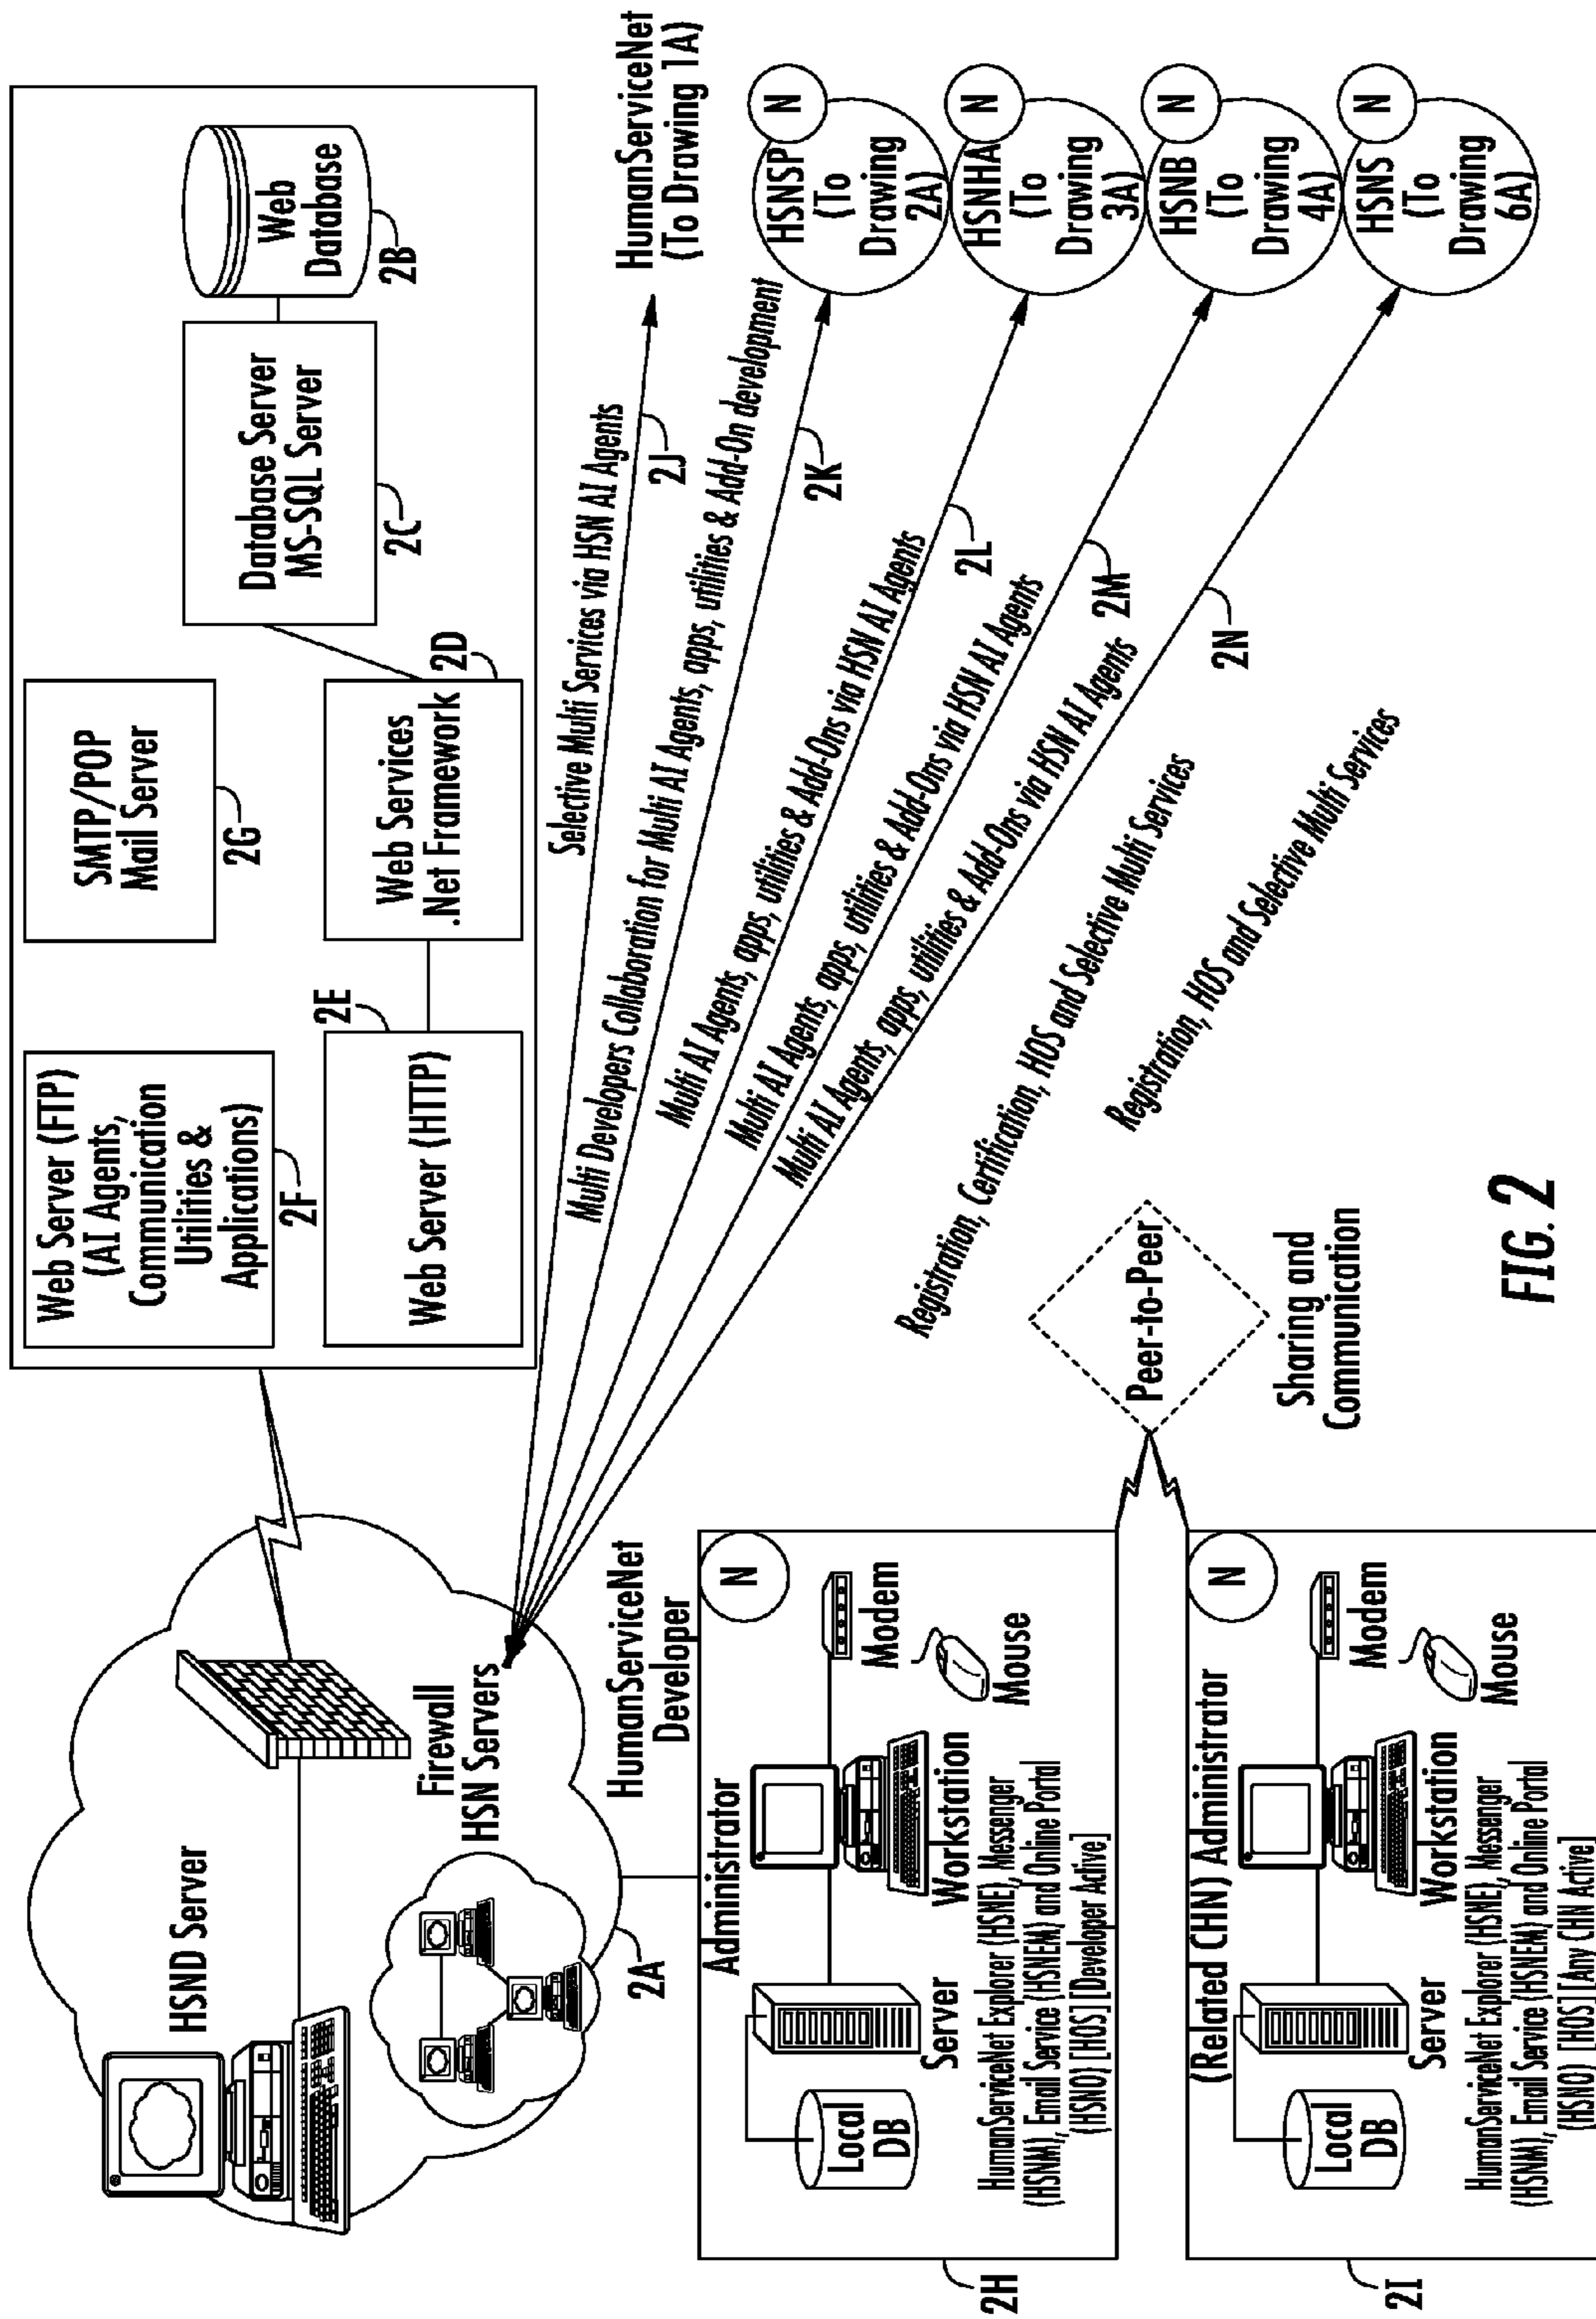 HSND Server
Firewall
HSN Servers
2A
Web Server (FTP)
(AI Agents,
Communication
Utilities &
Applications)
2F
SMTP/POP
Mail Server
2G
Web Server (HTTP)
2E
Web Services
.Net Framework
2D
Database Server
MS-SQL Server
2C
Web
Database
2B
Selective Multi Services via HSN AI Agents
2J
HumanServiceNet
(To Drawing 1A)
Multi Developers Collaboration for Multi AI Agents, apps, utilities & Add-On development
2K
HSNSP
(To
Drawing
2A)
N
Multi AI Agents, apps, utilities & Add-Ons via HSN AI Agents
2L
HSNHA
(To
Drawing
3A)
N
Multi AI Agents, apps, utilities & Add-Ons via HSN AI Agents
2M
HSNB
(To
Drawing
4A)
N
Multi AI Agents, apps, utilities & Add-Ons via HSN AI Agents
2N
HSNS
(To
Drawing
6A)
N
Registration, Certification, HOS and Selective Multi Services
Registration, HOS and Selective Multi Services
HumanServiceNet
Developer
Administrator
N
Local
DB
Server
Workstation
Modem
Mouse
HumanServiceNet Explorer (HSNE), Messenger
(HSNM), Email Service (HSNEM) and Online Portal
(HSNO) [HOS] [Developer Active]
2H
Peer-to-Peer
Sharing and
Communication
(Related CHN) Administrator
N
Local
DB
Server
Workstation
Modem
Mouse
HumanServiceNet Explorer (HSNE), Messenger
(HSNM), Email Service (HSNEM) and Online Portal
(HSNO) [HOS] [Any CHN Active]
2I
FIG. 2